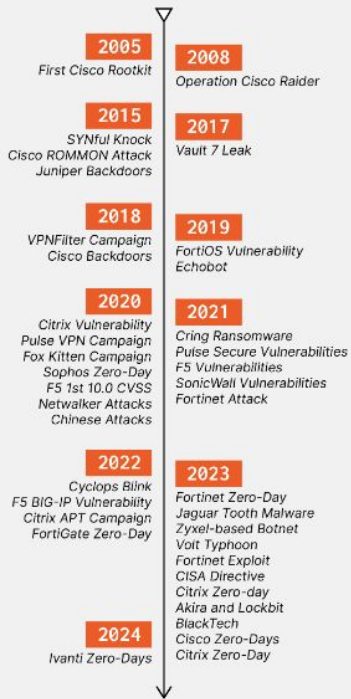 2005
First Cisco Rootkit
2008
Operation Cisco Raider
2015
SYNful Knock
Cisco ROMMON Attack
Juniper Backdoors
2017
Vault 7 Leak
2018
VPNFilter Campaign
Cisco Backdoors
2019
FortiOS Vulnerability
Echobot
2020
Citrix Vulnerability
Pulse VPN Campaign
Fox Kitten Campaign
Sophos Zero-Day
F5 1st 10.0 CVSS
Netwalker Attacks
Chinese Attacks
2021
Cring Ransomware
Pulse Secure Vulnerabilities
F5 Vulnerabilities
SonicWall Vulnerabilities
Fortinet Attack
2022
Cyclops Blink
F5 BIG-IP Vulnerability
Citrix APT Campaign
FortiGate Zero-Day
2023
Fortinet Zero-Day
Jaguar Tooth Malware
Zyxel-based Botnet
Volt Typhoon
Fortinet Exploit
CISA Directive
Citrix Zero-day
Akira and Lockbit
BlackTech
Cisco Zero-Days
Citrix Zero-Day
2024
Ivanti Zero-Days